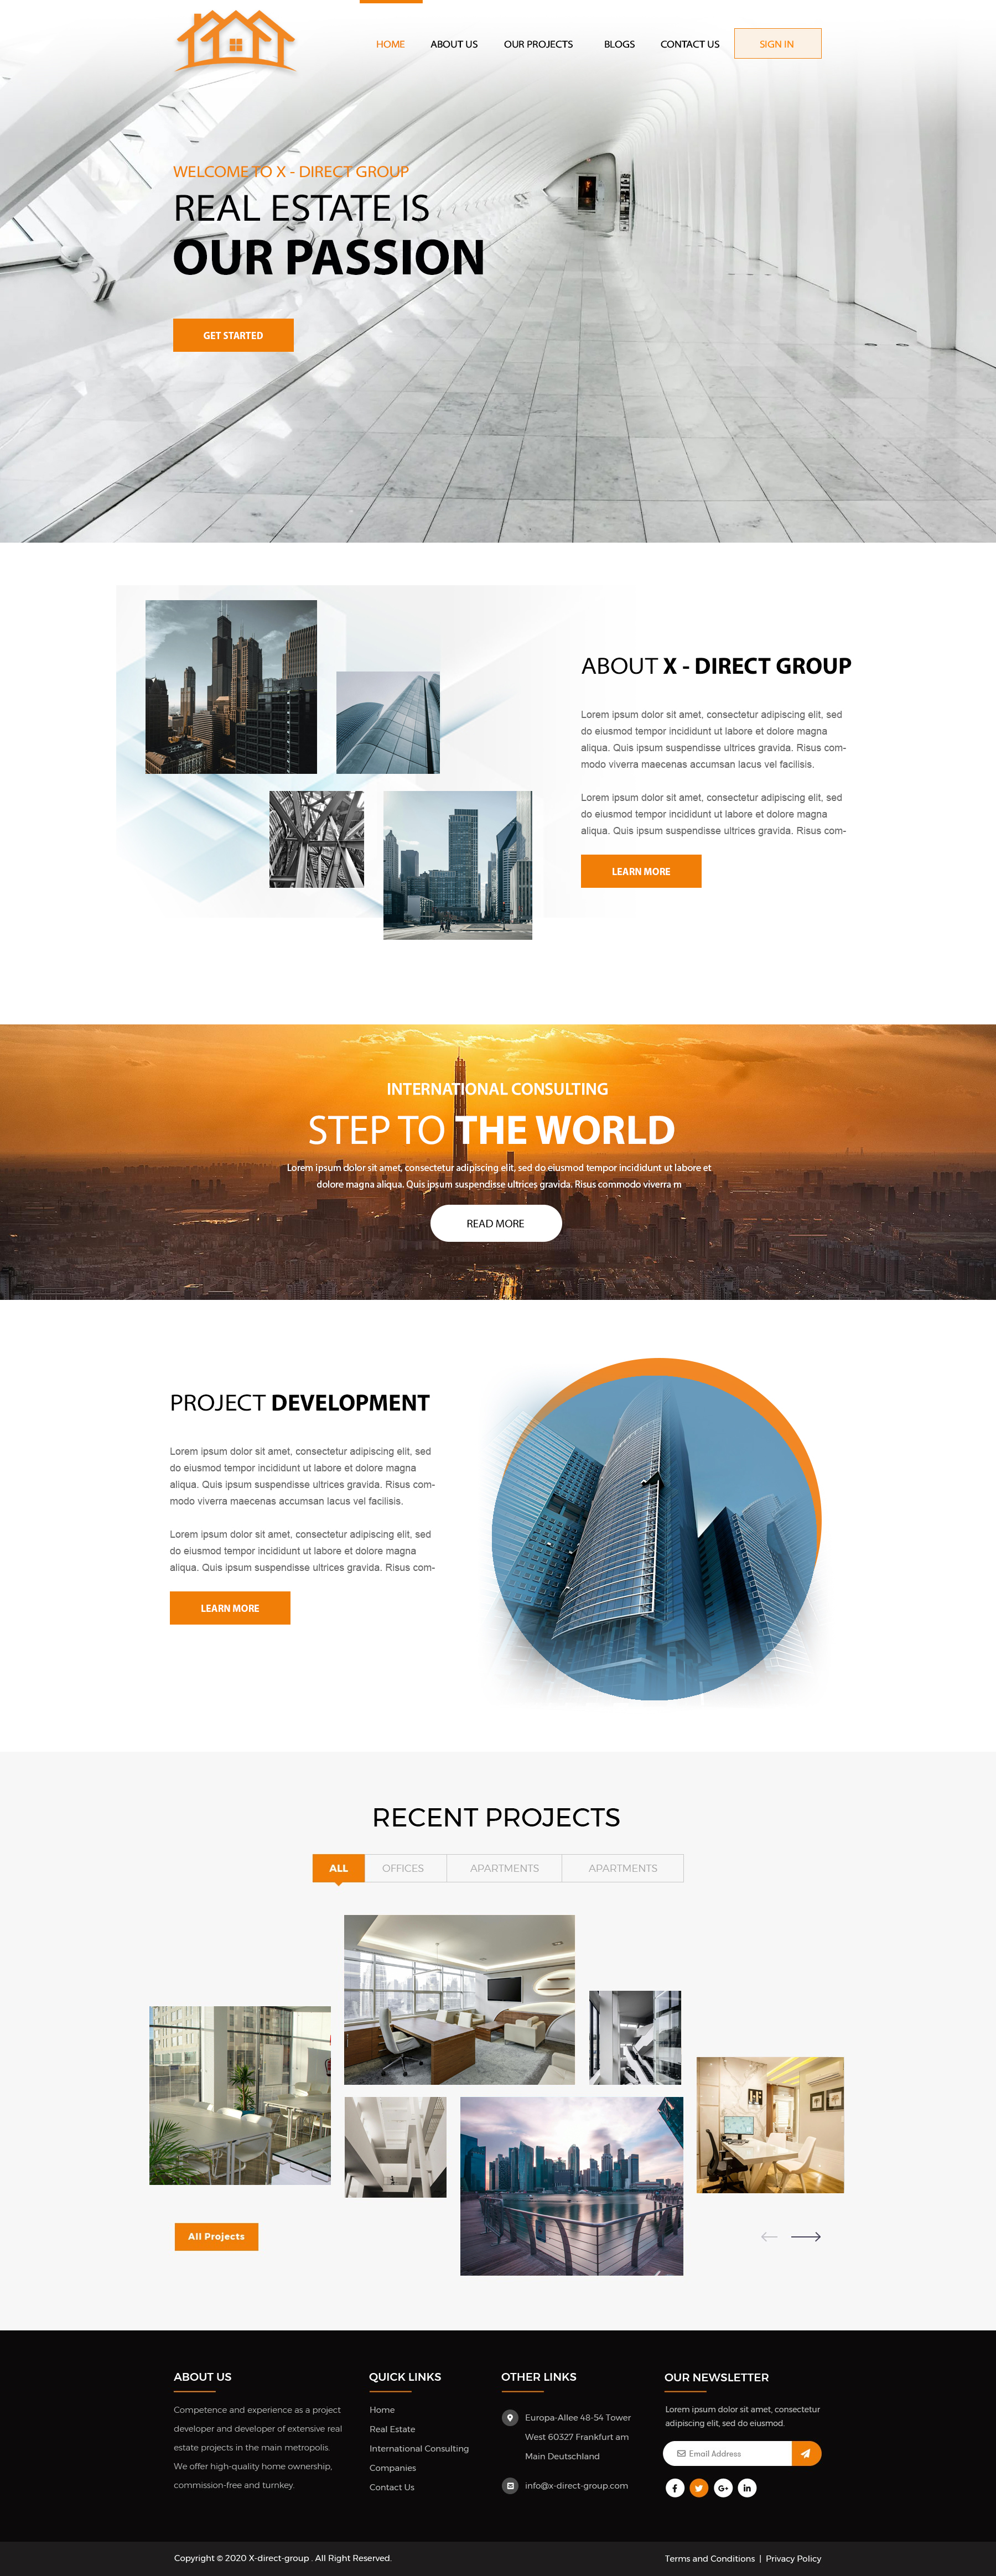 HOME ABOUT US OUR PROJECTS BLOGS CONTACT US SIGN IN
WELCOME TO X - DIRECT GROUP
REAL ESTATE IS
OUR PASSION
GET STARTED
ABOUT X - DIRECT GROUP
Lorem ipsum dolor sit amet, consectetur adipiscing elit, sed
do eiusmod tempor incididunt ut labore et dolore magna
aliqua. Quis ipsum suspendisse ultrices gravida. Risus com-
modo viverra maecenas accumsan lacus vel facilisis.
Lorem ipsum dolor sit amet, consectetur adipiscing elit, sed
do eiusmod tempor incididunt ut labore et dolore magna
aliqua. Quis ipsum suspendisse ultrices gravida. Risus com-
LEARN MORE
INTERNATIONAL CONSULTING
STEP TO THE WORLD
Lorem ipsum dolor sit amet, consectetur adipiscing elit, sed do eiusmod tempor incididunt ut labore et
dolore magna aliqua. Quis ipsum suspendisse ultrices gravida. Risus commodo viverra m
READ MORE
PROJECT DEVELOPMENT
Lorem ipsum dolor sit amet, consectetur adipiscing elit, sed
do eiusmod tempor incididunt ut labore et dolore magna
aliqua. Quis ipsum suspendisse ultrices gravida. Risus com-
modo viverra maecenas accumsan lacus vel facilisis.
Lorem ipsum dolor sit amet, consectetur adipiscing elit, sed
do eiusmod tempor incididunt ut labore et dolore magna
aliqua. Quis ipsum suspendisse ultrices gravida. Risus com-
LEARN MORE
RECENT PROJECTS
ALL OFFICES APARTMENTS APARTMENTS
All Projects
ABOUT US
Competence and experience as a project
developer and developer of extensive real
estate projects in the main metropolis.
We offer high-quality home ownership,
commission-free and turnkey.
QUICK LINKS
Home
Real Estate
International Consulting
Companies
Contact Us
OTHER LINKS
Europa-Allee 48-54 Tower
West 60327 Frankfurt am
Main Deutschland
info@x-direct-group.com
OUR NEWSLETTER
Lorem ipsum dolor sit amet, consectetur
adipiscing elit, sed do eiusmod.
Email Address
Copyright © 2020 X-direct-group . All Right Reserved.
Terms and Conditions | Privacy Policy